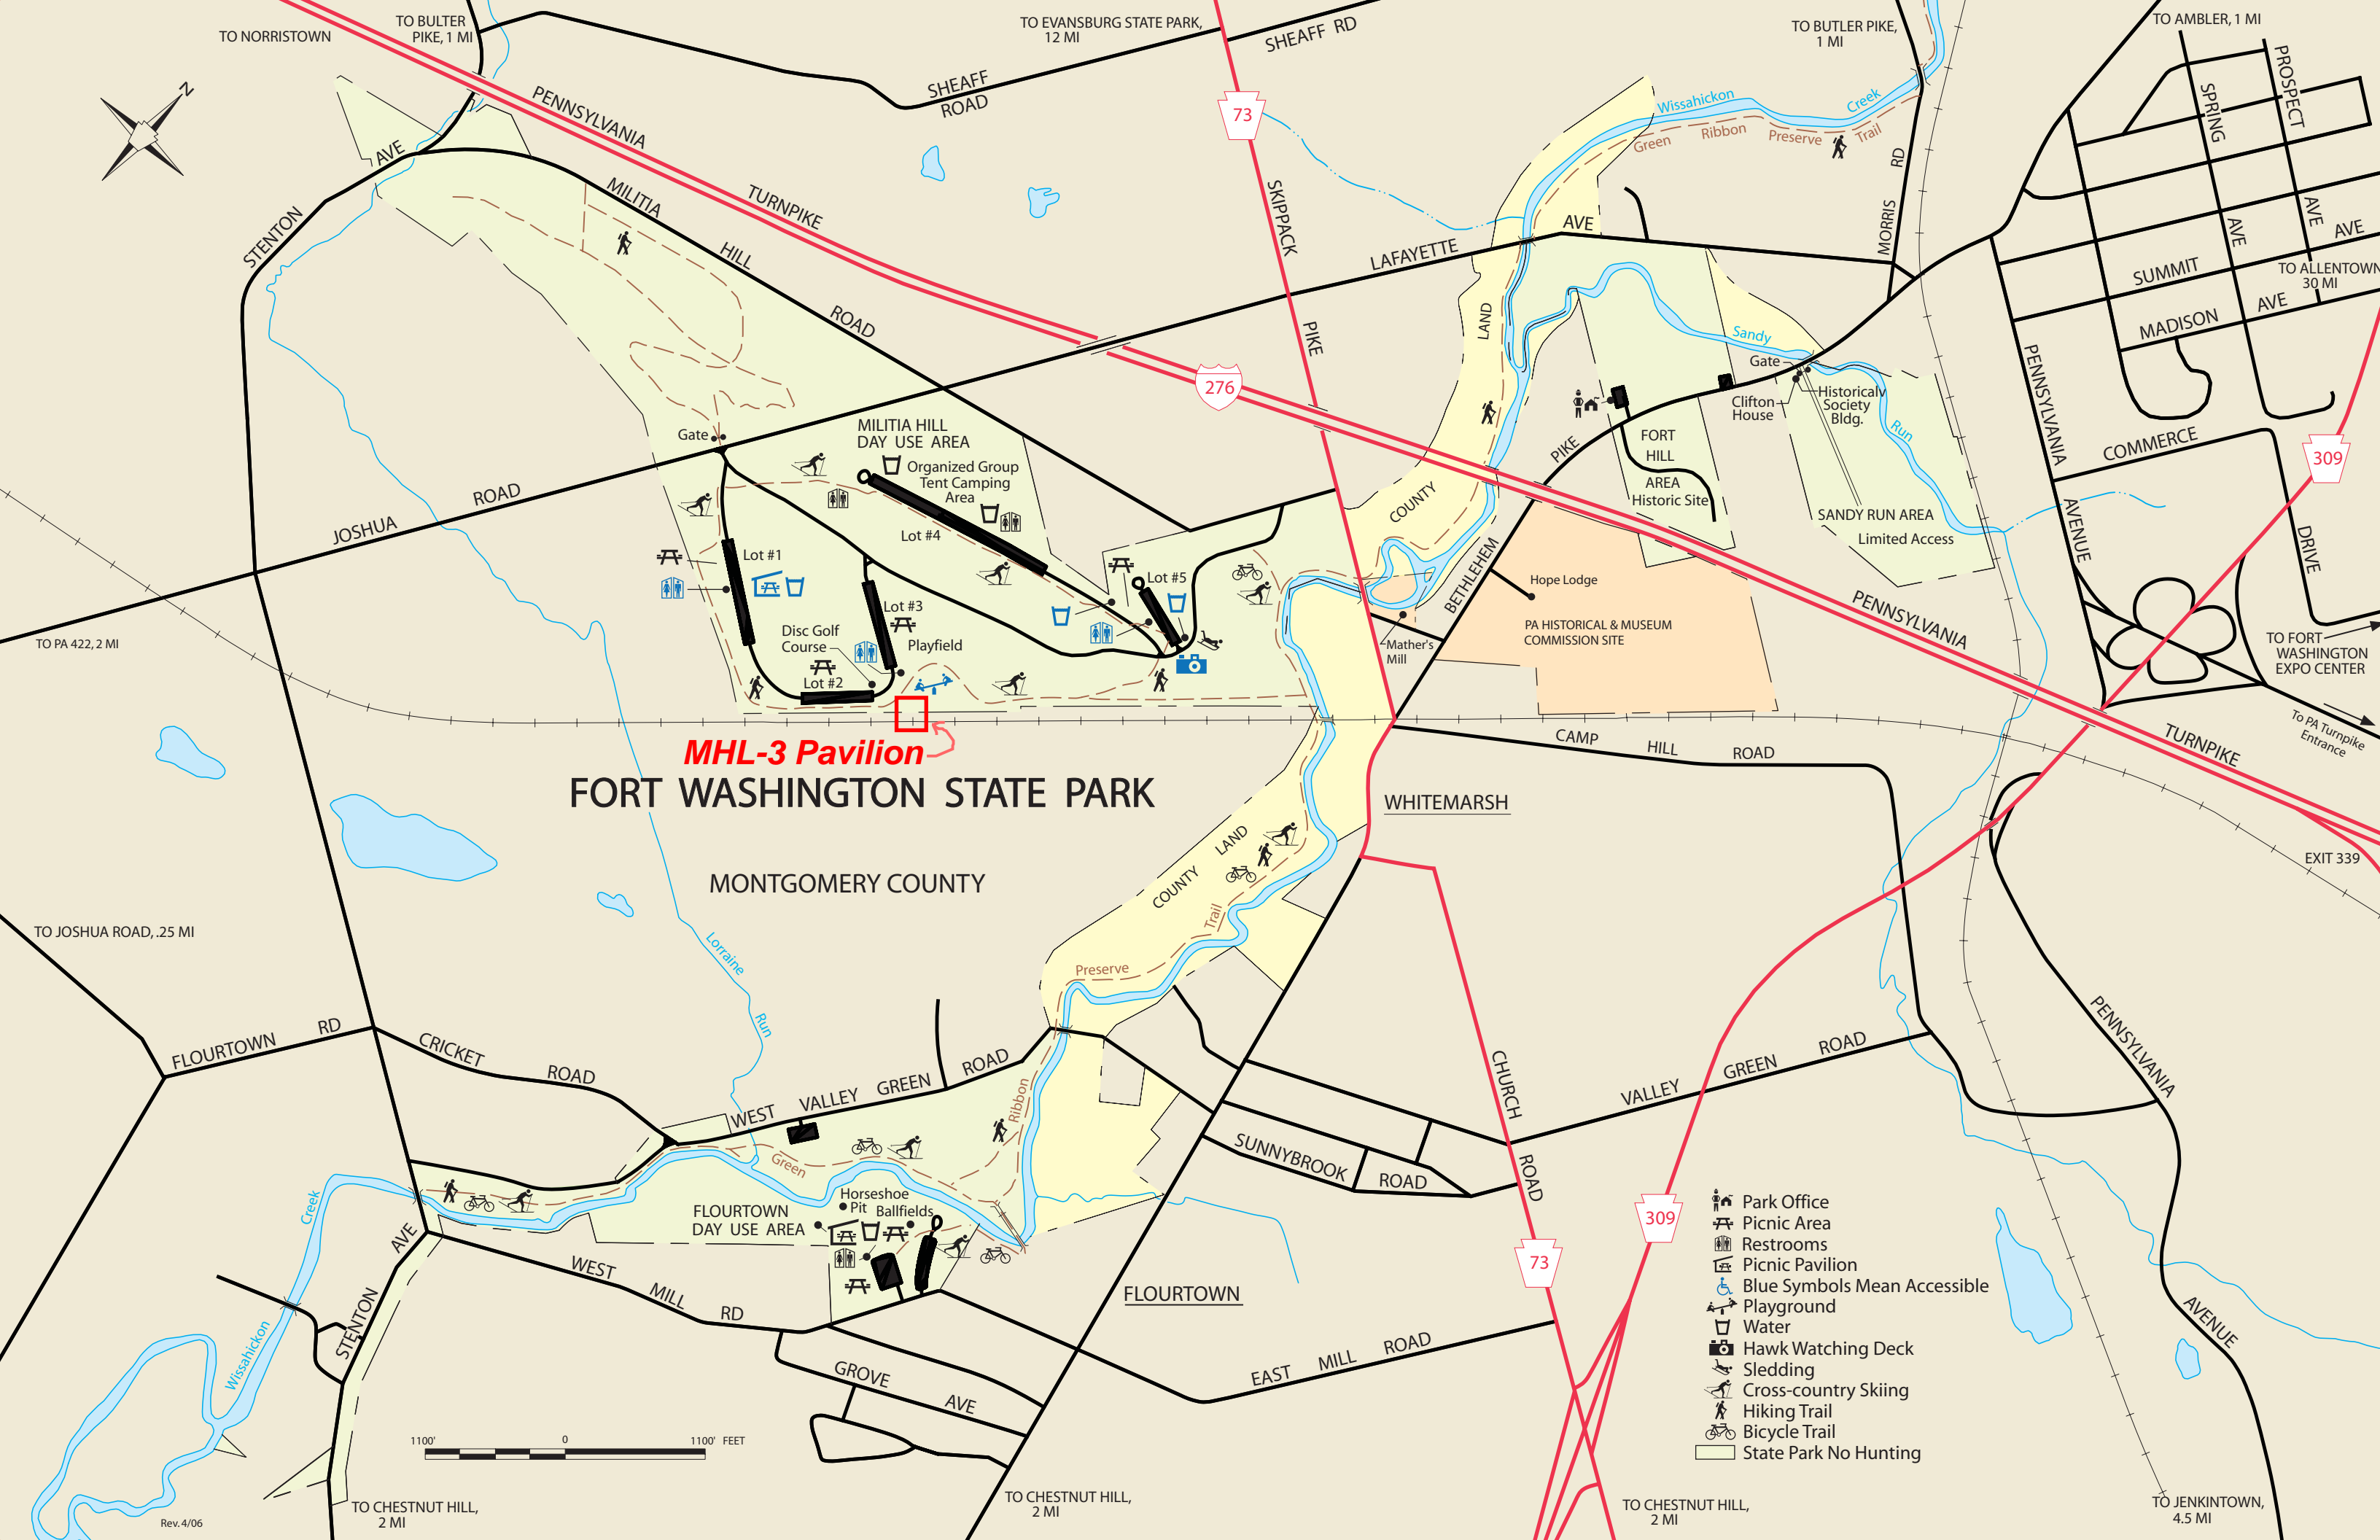 TO BULTER
PIKE, 1 MI
TO NORRISTOWN
TO EVANSBURG STATE PARK,
12 MI
SHEAFF RD
TO BUTLER PIKE,
1 MI
TO AMBLER, 1 MI
N
PENNSYLVANIA
SHEAFF
ROAD
73
Wissahickon
Creek
Green Ribbon Preserve Trail
SPRING
PROSPECT
AVE
STENTON
MILITIA
TURNPIKE
HILL
ROAD
SKIPPACK
PIKE
LAFAYETTE
AVE
MORRIS
RD
AVE
AVE
AVE
SUMMIT
TO ALLENTOWN
30 MI
MADISON
AVE
LAND
Sandy
Gate
Historicalv
Society
Bldg.
Clifton
House
Run
PENNSYLVANIA
276
MILITIA HILL
DAY USE AREA
Gate
Organized Group
Tent Camping
Area
FORT
HILL
AREA
Historic Site
PIKE
COMMERCE
309
ROAD
JOSHUA
COUNTY
SANDY RUN AREA
Limited Access
AVENUE
DRIVE
Lot #1
Lot #4
Lot #5
Lot #3
Playfield
Disc Golf
Course
Lot #2
BETHLEHEM
Hope Lodge
PA HISTORICAL & MUSEUM
COMMISSION SITE
Mather's
Mill
PENNSYLVANIA
TO FORT
WASHINGTON
EXPO CENTER
TO PA 422, 2 MI
To PA Turnpike
Entrance
TURNPIKE
MHL-3 Pavilion
FORT WASHINGTON STATE PARK
CAMP HILL ROAD
WHITEMARSH
LAND
COUNTY
EXIT 339
MONTGOMERY COUNTY
Trail
Preserve
TO JOSHUA ROAD, .25 MI
Lorraine
Run
FLOURTOWN RD
CRICKET
ROAD
WEST VALLEY GREEN ROAD
Ribbon
Green
CHURCH
ROAD
VALLEY GREEN ROAD
PENNSYLVANIA
AVENUE
SUNNYBROOK
ROAD
Creek
Wissahickon
AVE
STENTON
FLOURTOWN
DAY USE AREA
Horseshoe
Pit
Ballfields
WEST
MILL
RD
FLOURTOWN
73
309
EAST MILL ROAD
GROVE
AVE
Park Office
Picnic Area
Restrooms
Picnic Pavilion
Blue Symbols Mean Accessible
Playground
Water
Hawk Watching Deck
Sledding
Cross-country Skiing
Hiking Trail
Bicycle Trail
State Park No Hunting
1100' 0 1100' FEET
Rev. 4/06
TO CHESTNUT HILL,
2 MI
TO CHESTNUT HILL,
2 MI
TO CHESTNUT HILL,
2 MI
TO JENKINTOWN,
4.5 MI